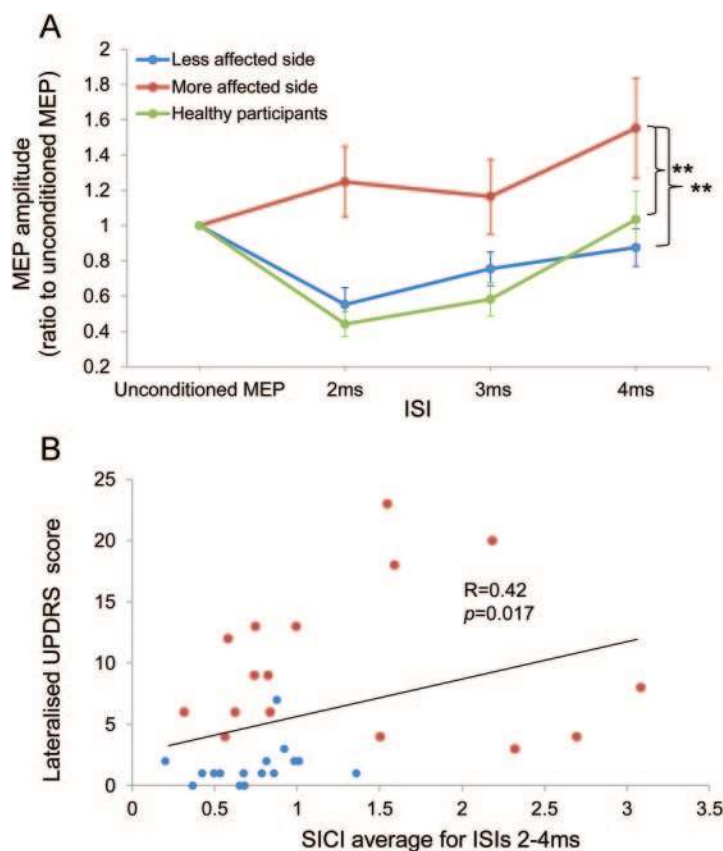 A
2
1.8
1.6
1.4
1.2
1
0.8
0.6
0.4
0.2
MEP amplitude
(ratio to unconditioned MEP)
Less affected side
More affected side
Healthy participants
**
**
Unconditioned MEP 2ms 3ms 4ms
ISI
B
25
20
15
10
5
0
Lateralised UPDRS score
R=0.42
p=0.017
0 0.5 1 1.5 2 2.5 3 3.5
SICI average for ISIs 2-4ms